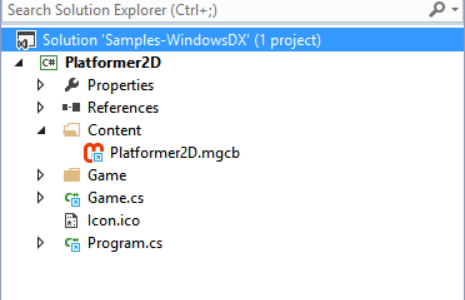 Search Solution Explorer (Ctrl+;)
Solution 'Samples-WindowsDX' (1 project)
C# Platformer2D
Properties
References
Content
Platformer2D.mgcb
Game
C# Game.cs
Icon.ico
C# Program.cs